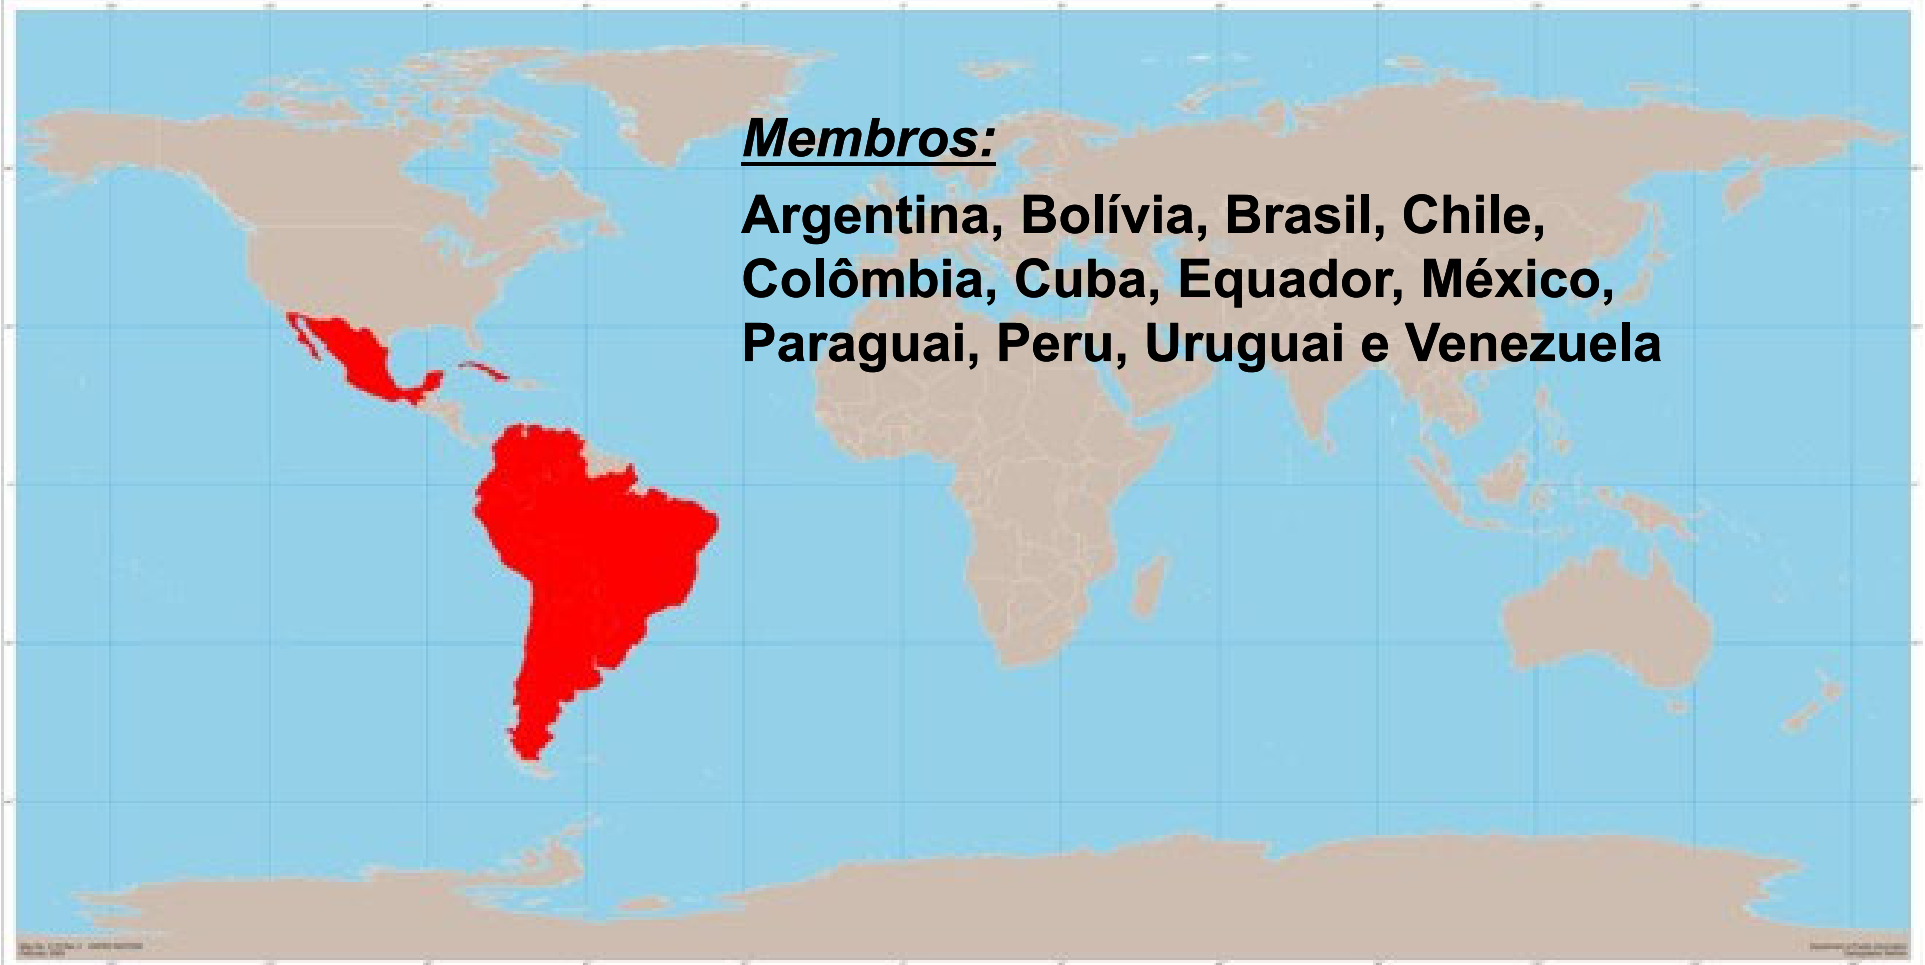 Membros:
Argentina, Bolívia, Brasil, Chile,
Colômbia, Cuba, Equador, México,
Paraguai, Peru, Uruguai e Venezuela